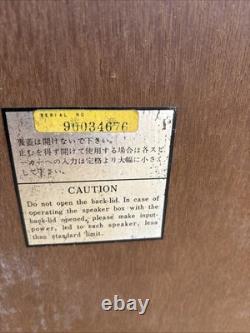 SERIAL NO
90034676
裏蓋は開けないで下さい。
止むを得ず開けて使用する場合は各スピ
ーカーへの入力は定格より大幅に小さく
して下さい。
CAUTION
Do not open the back-lid. In case of
operating the speaker box with the
back-lid opened, please make input-
power, led to each speaker, less
than standard limit.
ebay